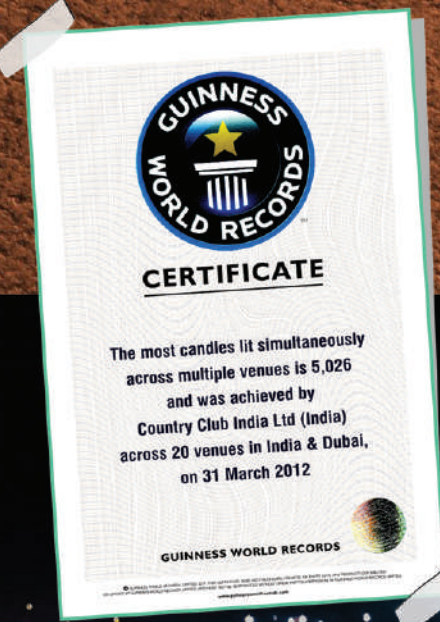 GUINNESS
WORLD RECORDS
CERTIFICATE
The most candles lit simultaneously
across multiple venues is 5,026
and was achieved by
Country Club India Ltd (India)
across 20 venues in India & Dubai,
on 31 March 2012
GUINNESS WORLD RECORDS